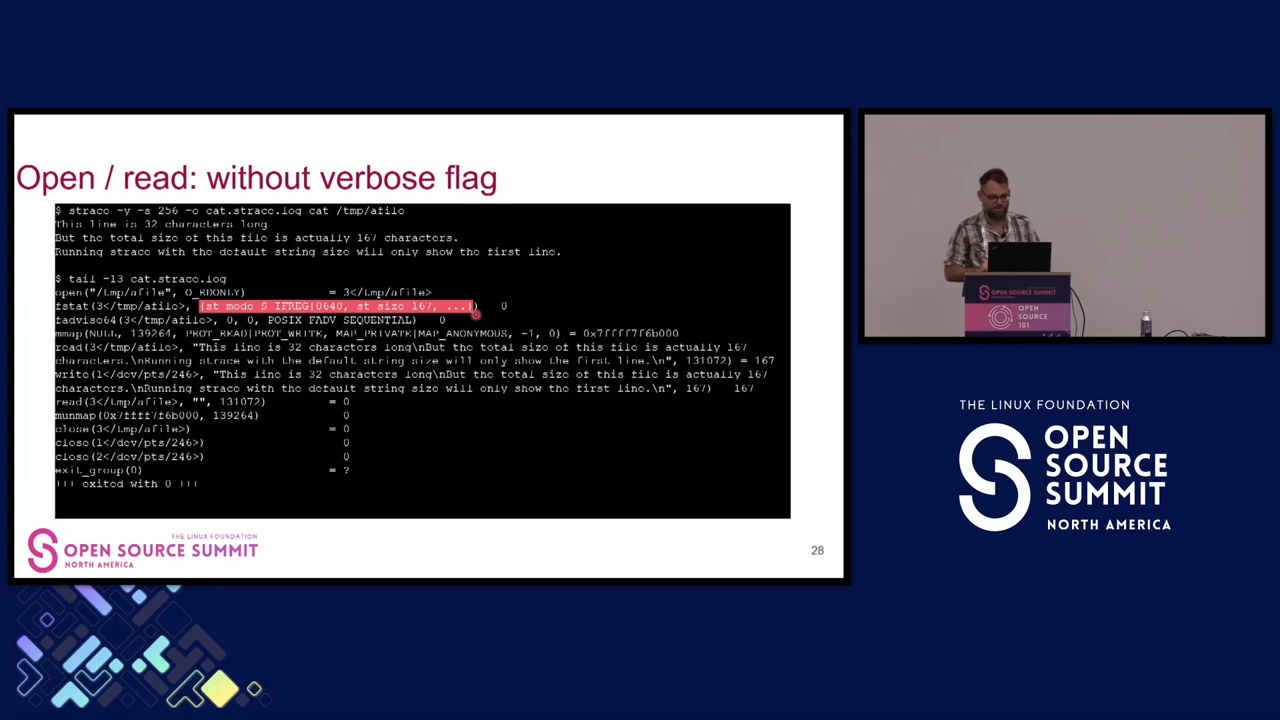 Open / read: without verbose flag
$ strace -y -s 256 -o cat.strace.log cat /tmp/afile
This line is 32 characters long
But the total size of this file is actually 167 characters.
Running strace with the default string size will only show the first line.
$ tail -13 cat.strace.log
open("/tmp/afile", O_RDONLY) = 3</tmp/afile>
fstat(3</tmp/afile>, {st_mode=S_IFREG|0640, st_size=167, ...}) = 0
fadvise64(3</tmp/afile>, 0, 0, POSIX_FADV_SEQUENTIAL) = 0
mmap(NULL, 139264, PROT_READ|PROT_WRITE, MAP_PRIVATE|MAP_ANONYMOUS, -1, 0) = 0x7ffff7f6b000
read(3</tmp/afile>, "This line is 32 characters long\nBut the total size of this file is actually 167
characters.\nRunning strace with the default string size will only show the first line.\n", 131072) = 167
write(1</dev/pts/246>, "This line is 32 characters long\nBut the total size of this file is actually 167
characters.\nRunning strace with the default string size will only show the first line.\n", 167) = 167
read(3</tmp/afile>, "", 131072) = 0
munmap(0x7ffff7f6b000, 139264) = 0
close(3</tmp/afile>) = 0
close(1</dev/pts/246>) = 0
close(2</dev/pts/246>) = 0
exit_group(0) = ?
+++ exited with 0 +++
THE LINUX FOUNDATION
OPEN SOURCE SUMMIT
NORTH AMERICA
28
OPEN SOURCE SUMMIT
OPEN SOURCE
101
THE LINUX FOUNDATION
OPEN
SOURCE
SUMMIT
NORTH AMERICA